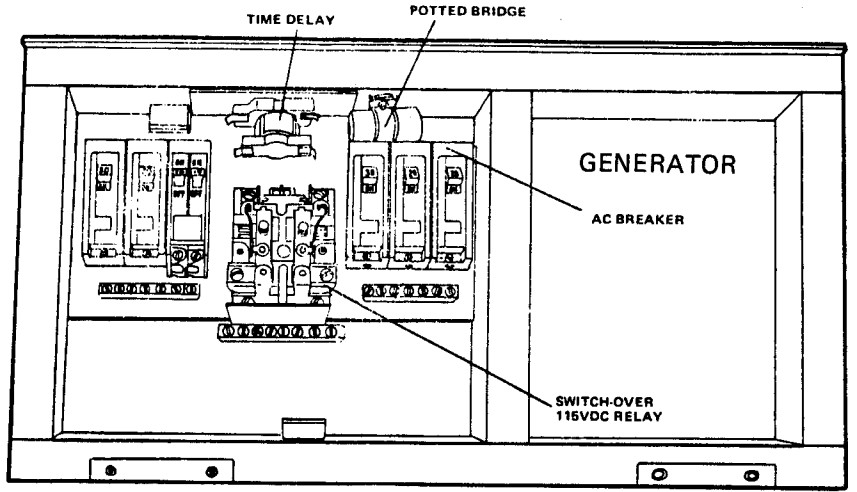 TIME DELAY
POTTED BRIDGE
GENERATOR
AC BREAKER
SWITCH-OVER
115VDC RELAY